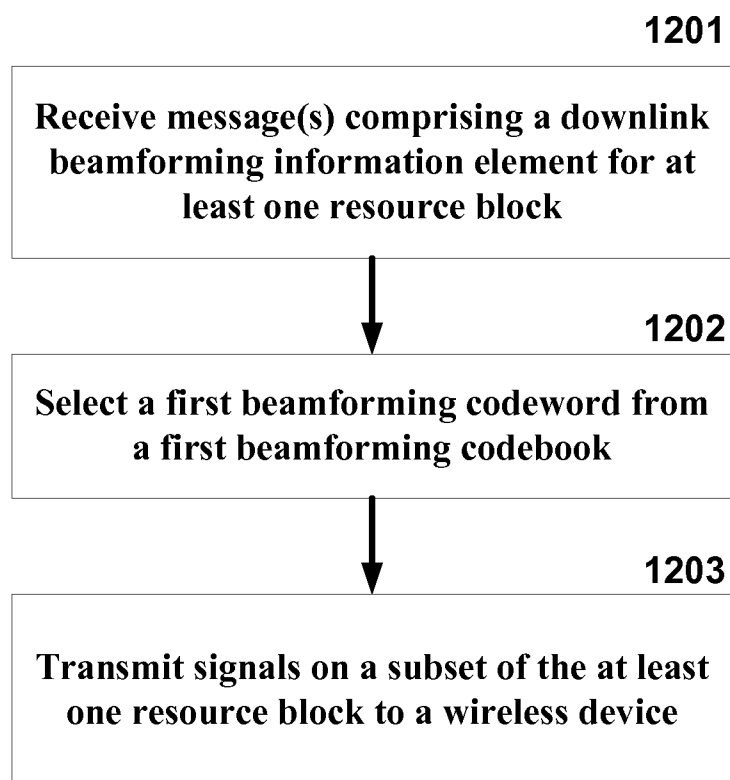 1201
Receive message(s) comprising a downlink
beamforming information element for at
least one resource block
1202
Select a first beamforming codeword from
a first beamforming codebook
1203
Transmit signals on a subset of the at least
one resource block to a wireless device